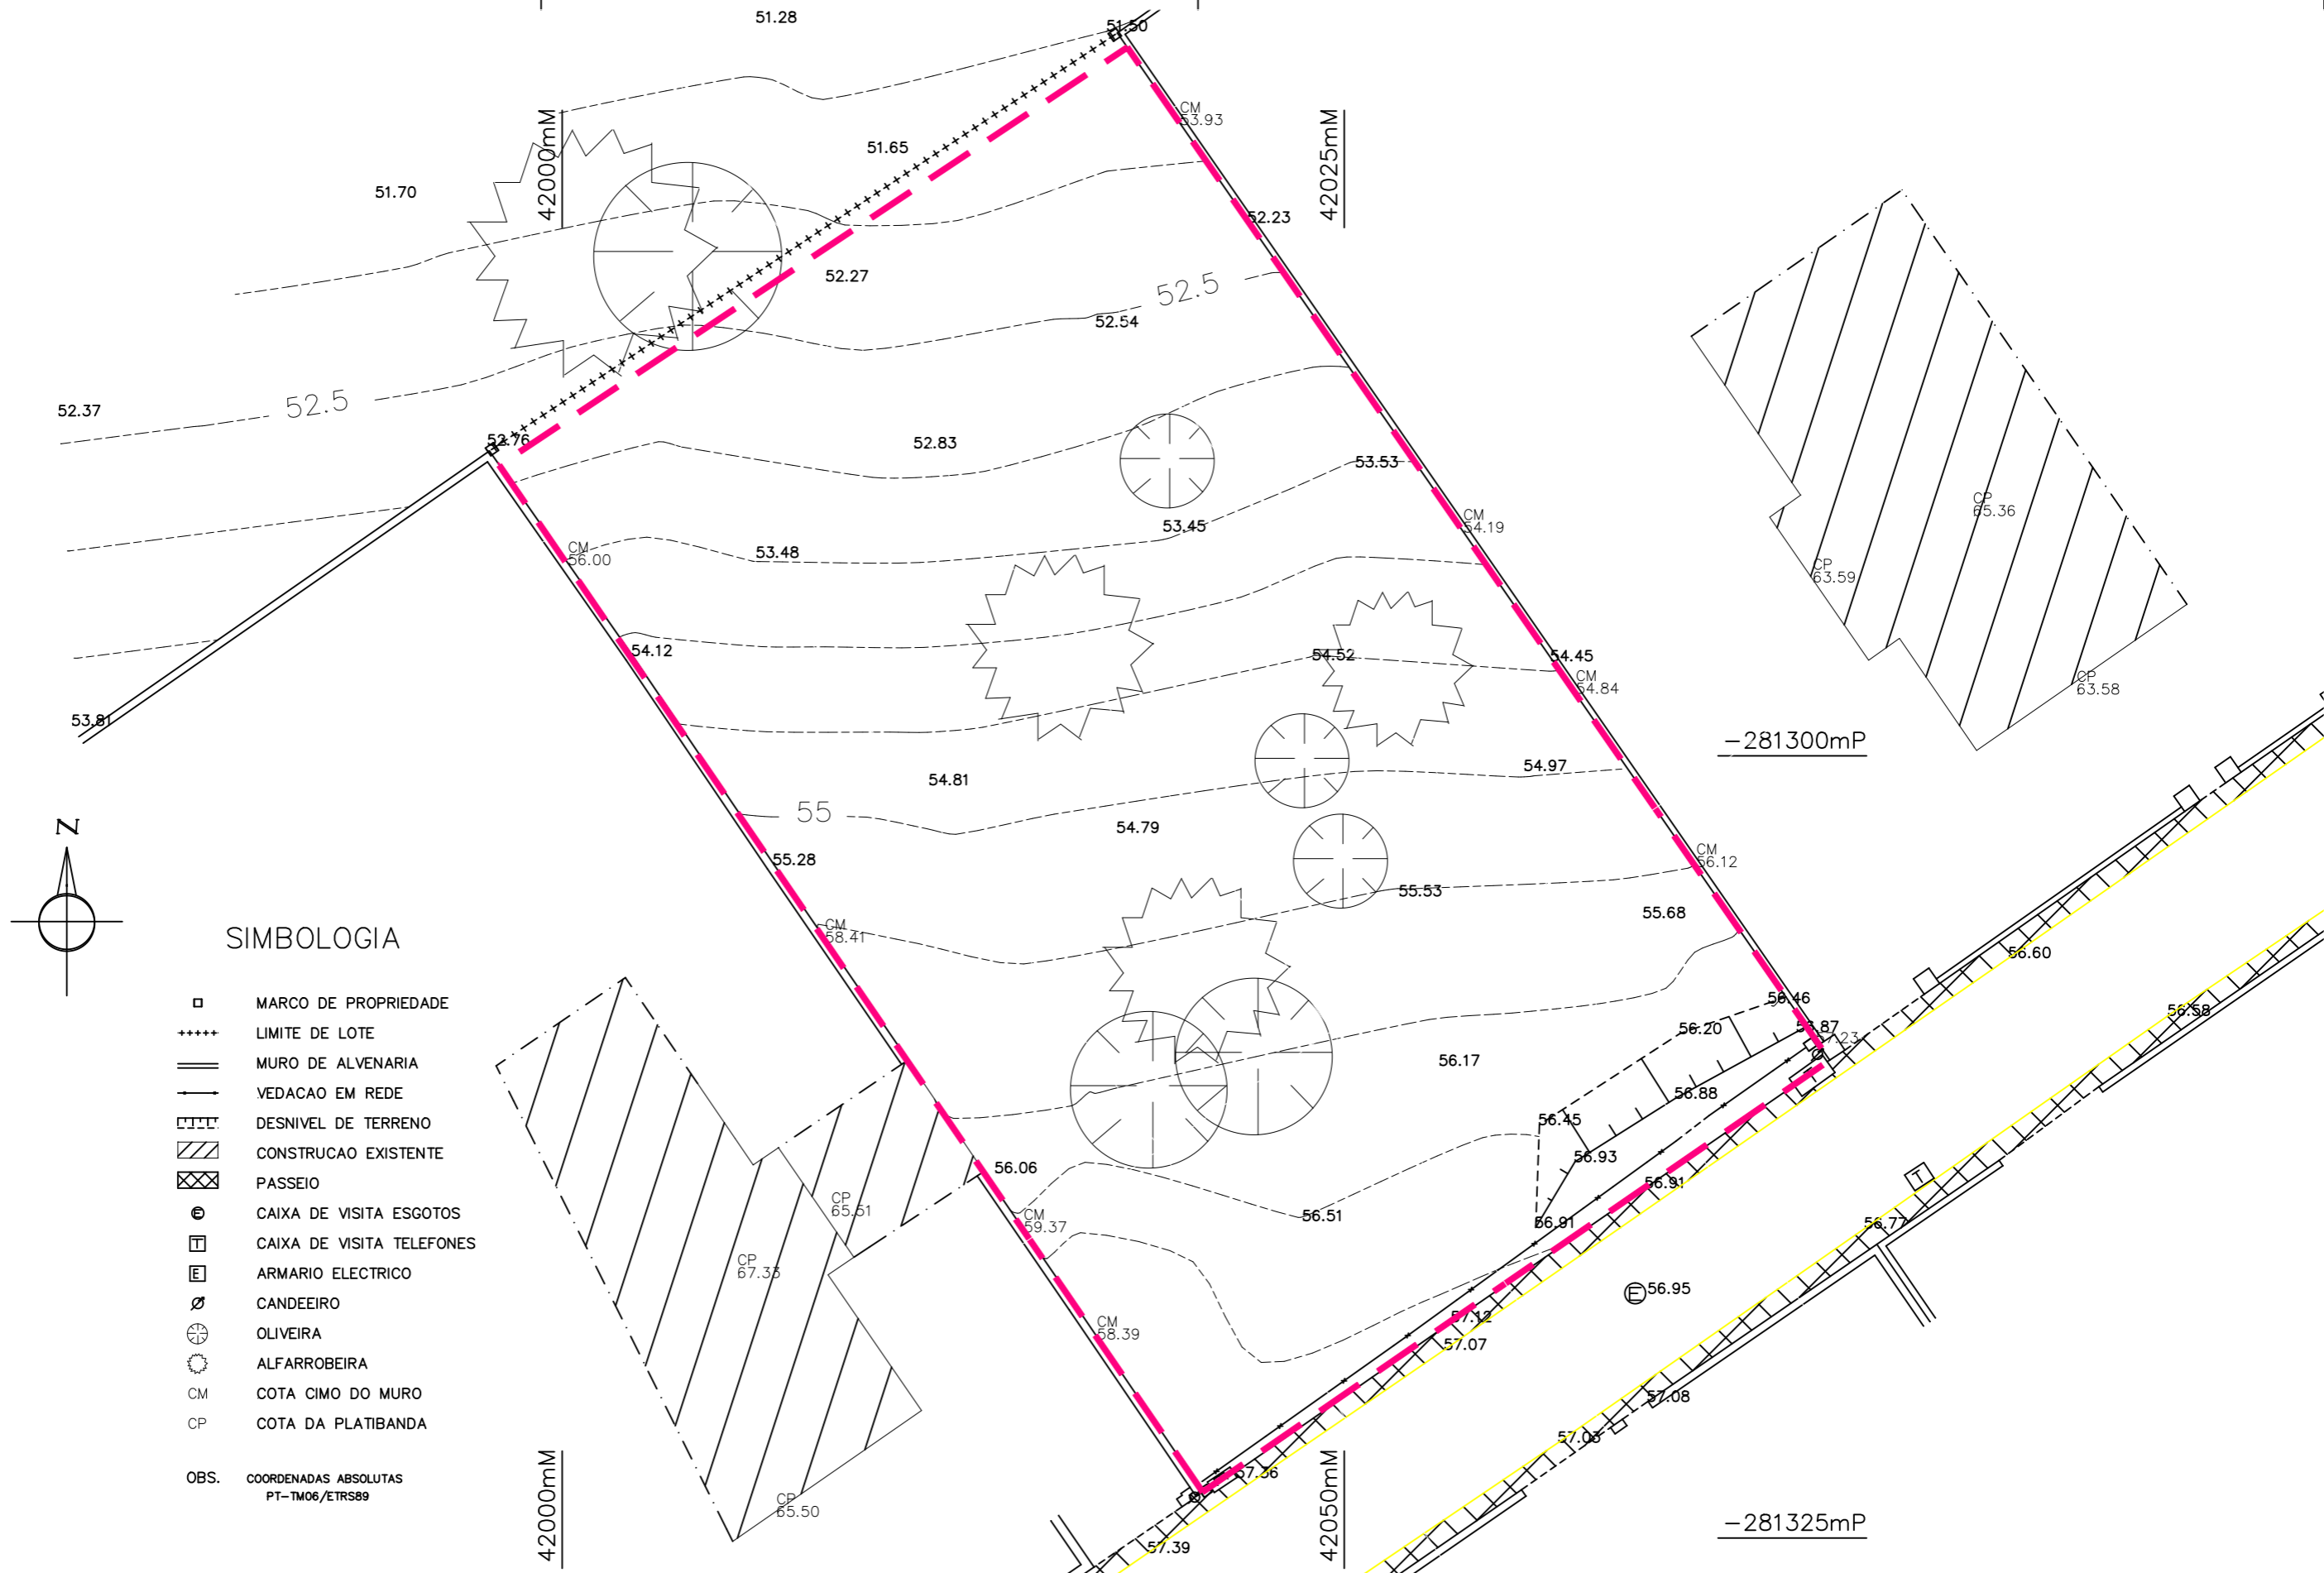 51.28
51.50
CM
53.93
42000mM
42025mM
51.65
51.70
52.23
52.27
52.5
52.54
52.5
52.37
52.76
52.83
53.53
CM
54.19
53.45
CM
56.00
53.48
CP
65.36
CP
63.59
54.12
54.52
54.45
CM
54.84
CP
63.58
53.81
-281300mP
54.97
54.81
55
54.79
N
55.28
CM
56.12
55.53
55.68
CM
58.41
SIMBOLOGIA
56.60
56.46
56.58
56.20
MARCO DE PROPRIEDADE
+++++ LIMITE DE LOTE
MURO DE ALVENARIA
VEDACAO EM REDE
DESNIVEL DE TERRENO
CONSTRUCAO EXISTENTE
PASSEIO
E CAIXA DE VISITA ESGOTOS
T CAIXA DE VISITA TELEFONES
E ARMARIO ELECTRICO
CANDEEIRO
OLIVEIRA
ALFARROBEIRA
CM COTA CIMO DO MURO
CP COTA DA PLATIBANDA
OBS. COORDENADAS ABSOLUTAS
PT-TM06/ETRS89
56.17
56.88
56.45
56.93
56.06
T
56.91
CP
65.51
CM
59.37
56.51
56.91
56.77
CP
67.33
E 56.95
CM
58.39
57.12
57.07
57.08
57.03
57.36
42000mM
42050mM
CP
65.50
-281325mP
57.39